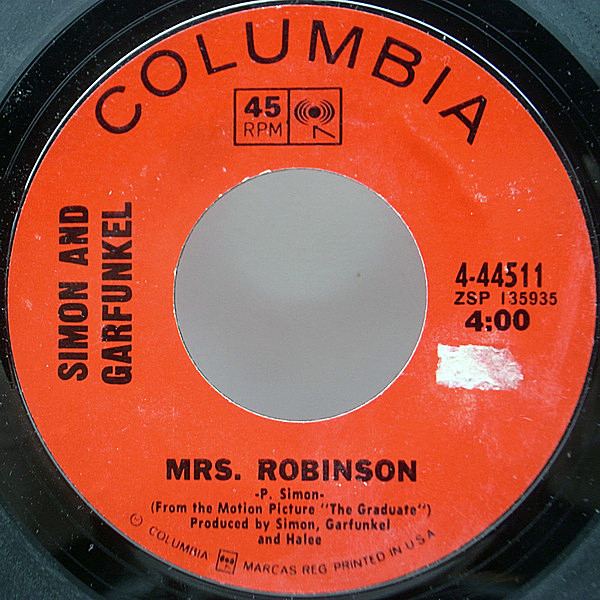 COLUMBIA
45
RPM
SIMON AND
GARFUNKEL
4-44511
ZSP 135935
4:00
MRS. ROBINSON
-P. Simon-
(From the Motion Picture "The Graduate")
Produced by Simon, Garfunkel
and Halee
© COLUMBIA MARCAS REG. PRINTED IN U.S.A.